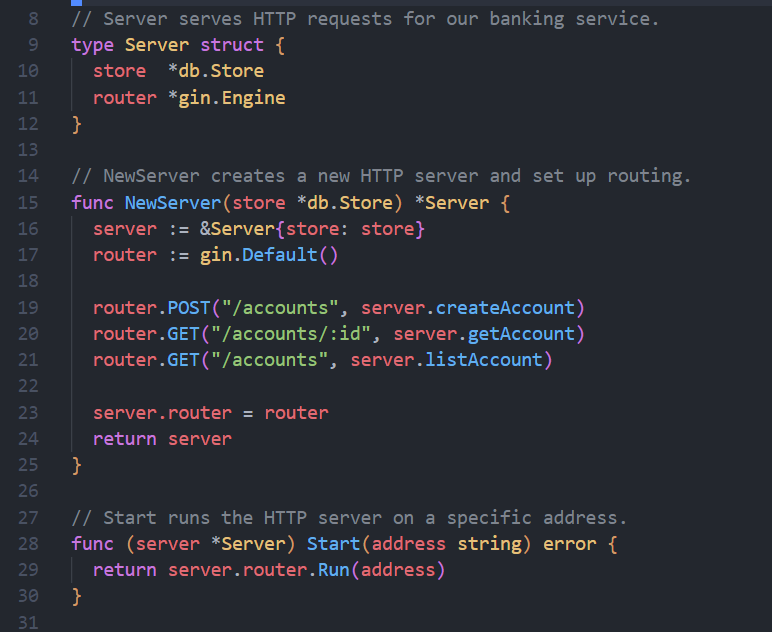 8 // Server serves HTTP requests for our banking service.
9 type Server struct {
10   store  *db.Store
11   router *gin.Engine
12 }
13
14 // NewServer creates a new HTTP server and set up routing.
15 func NewServer(store *db.Store) *Server {
16   server := &Server{store: store}
17   router := gin.Default()
18
19   router.POST("/accounts", server.createAccount)
20   router.GET("/accounts/:id", server.getAccount)
21   router.GET("/accounts", server.listAccount)
22
23   server.router = router
24   return server
25 }
26
27 // Start runs the HTTP server on a specific address.
28 func (server *Server) Start(address string) error {
29   return server.router.Run(address)
30 }
31